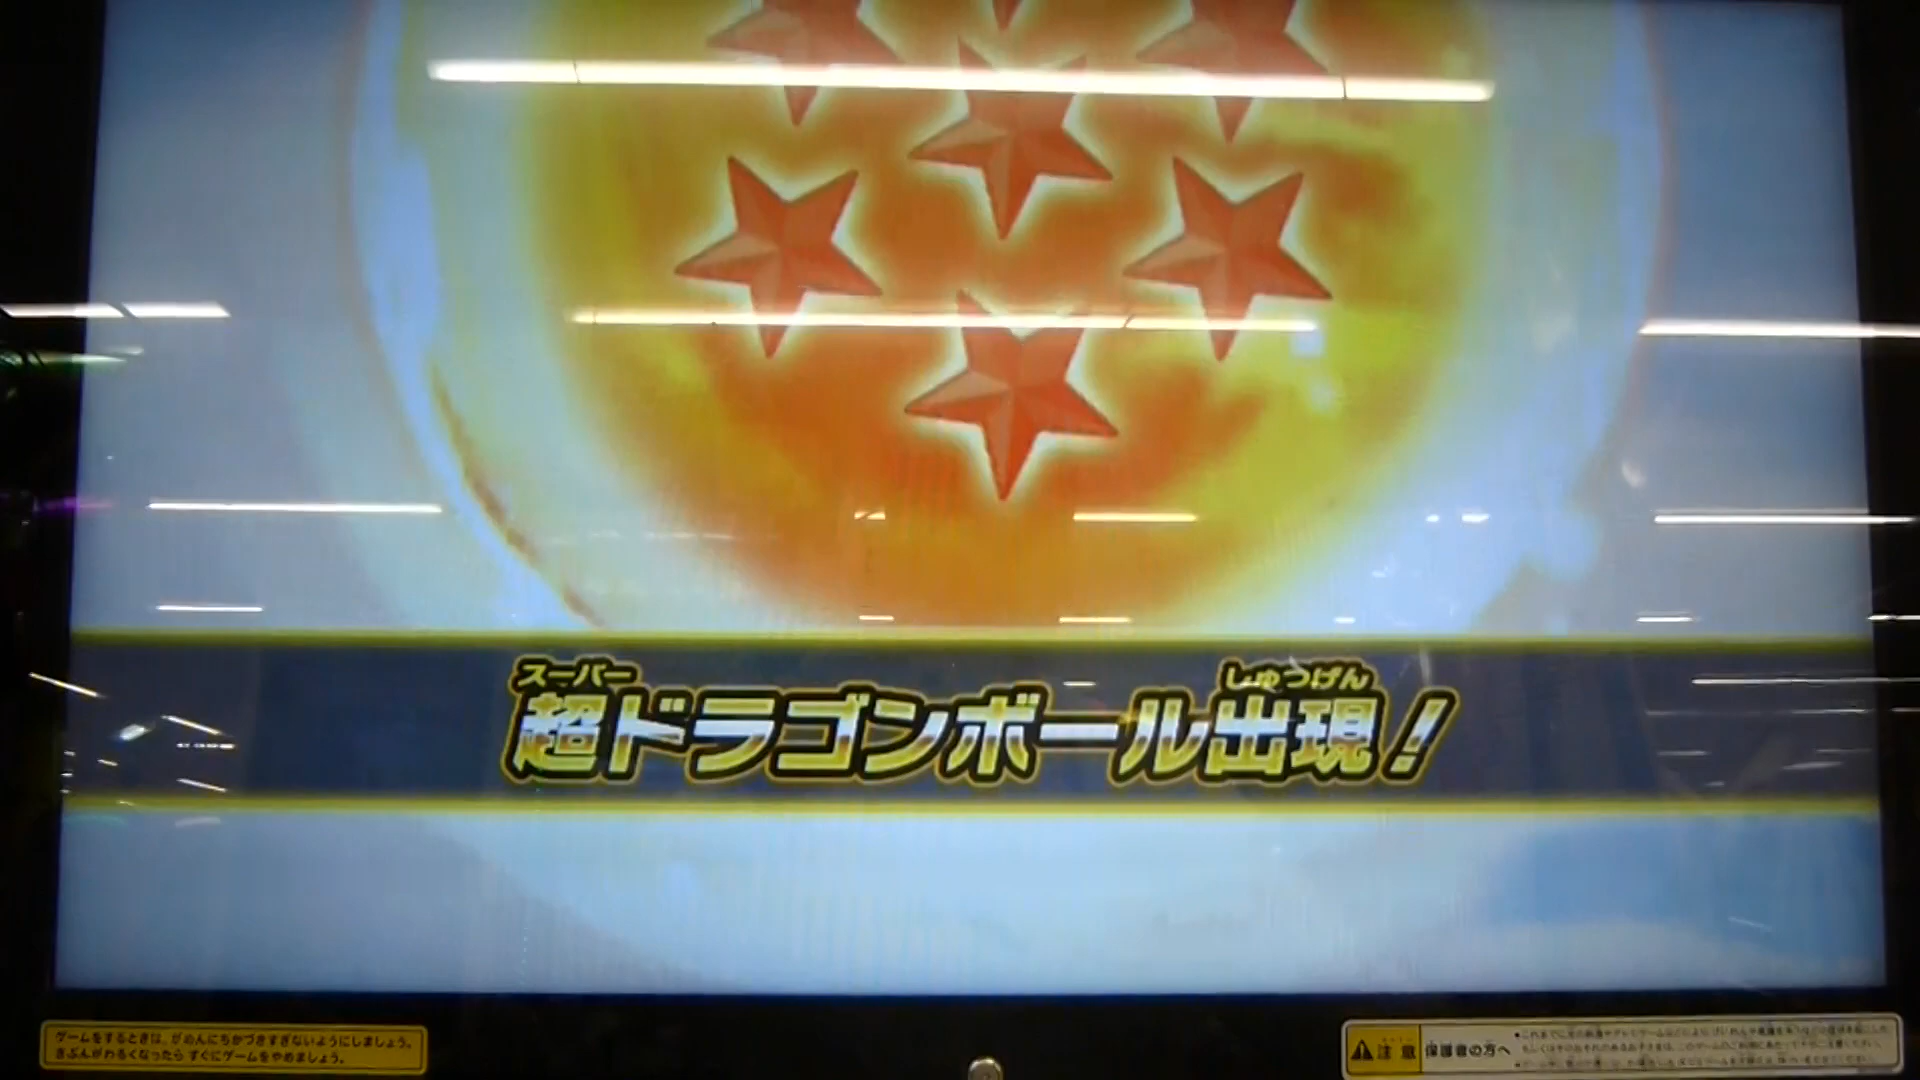 スーパー しゅつげん
超ドラゴンボール出現！
ゲームをするときは、がめんにちかづきすぎないようにしましょう。
きぶんがわるくなったら すぐにゲームをやめましょう。
注意 保護者の方へ